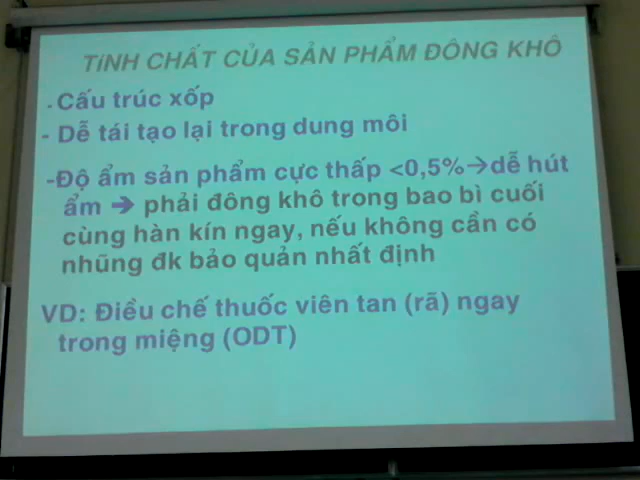 TíNH CHẤT CỦA SẢN PHẨM ĐÔNG KHÔ
- Cấu trúc xốp
- Dễ tái tạo lại trong dung môi
-Độ ẩm sản phẩm cực thấp <0,5%→dễ hút
ẩm ➔ phải đông khô trong bao bì cuối
cùng hàn kín ngay, nếu không cần có
nhũng đk bảo quản nhất định
VD: Điều chế thuốc viên tan (rã) ngay
trong miệng (ODT)